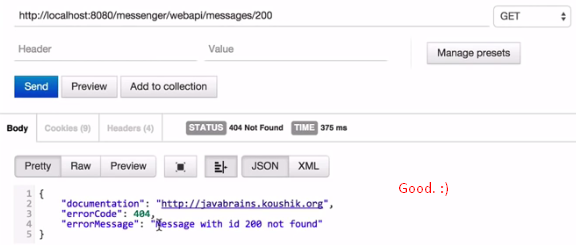 http://localhost:8080/messenger/webapi/messages/200 GET
Header Value Manage presets
Send Preview Add to collection
Body Cookies (9) Headers (4) STATUS 404 Not Found TIME 375 ms
Pretty Raw Preview JSON XML
Good. :)
1 {
2 "documentation": "http://javabrains.koushik.org",
3 "errorCode": 404,
4 "errorMessage": "Message with id 200 not found"
5 }